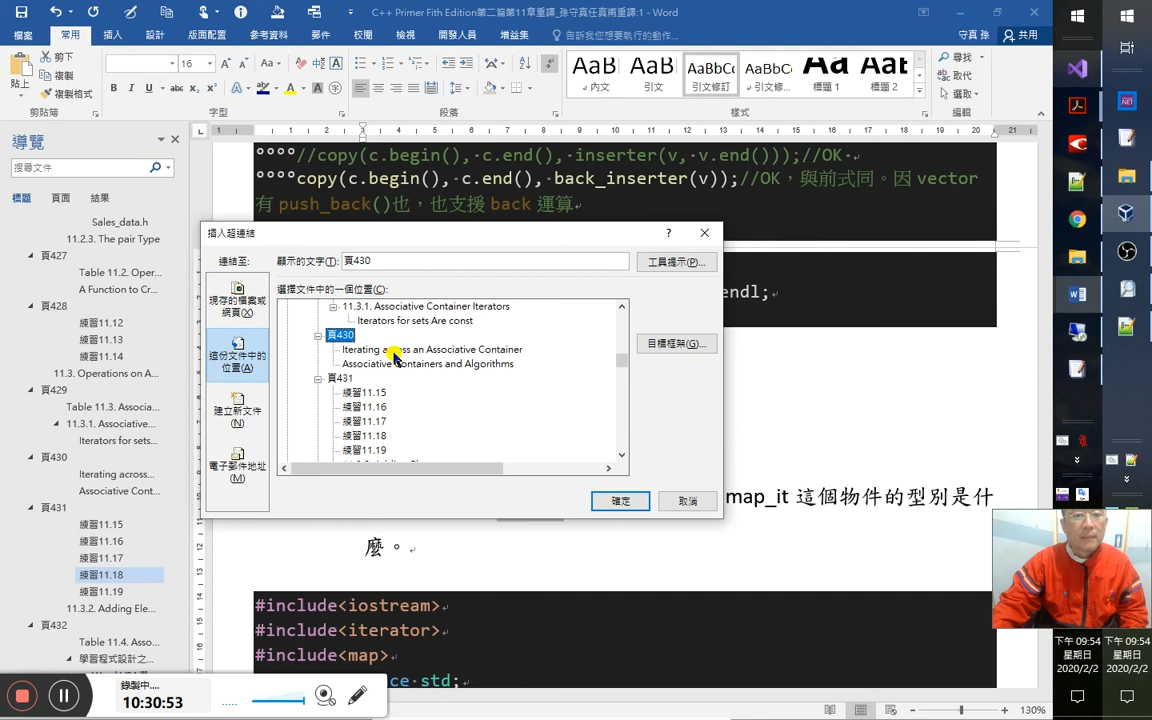 C++ Primer Fith Edition第二篇第11章重譯_孫守真任真甫重譯:1 - Word
檔案 常用 插入 設計 版面配置 參考資料 郵件 校閱 檢視 開發人員 增益集 告訴我您想要執行的動作... 守真 孫 共用
貼上 剪下 複製 複製格式
16 Aa
AaB AaB AaBbCc AaBbC Aa AaB
內文 引文 引文修訂 引文修... 標題 1 標題 2
尋找 取代 選取
剪貼簿 字型 段落 樣式 編輯
導覽
搜尋文件
標題 頁面 結果
Sales_data.h
11.2.3. The pair Type
頁427
Table 11.2. Oper...
A Function to Cr...
頁428
練習11.12
練習11.13
練習11.14
11.3. Operations on A...
頁429
Table 11.3. Associa...
11.3.1. Associative...
Iterators for sets...
頁430
Iterating across...
Associative Cont...
頁431
練習11.15
練習11.16
練習11.17
練習11.18
練習11.19
11.3.2. Adding Ele...
頁432
Table 11.4. Asso...
學習程式設計之...
//copy(c.begin(), c.end(), inserter(v, v.end()));//OK
copy(c.begin(), c.end(), back_inserter(v));//OK，與前式同。因 vector
有 push_back()也，也支援 back 運算
endl;
插入超連結
連結至:
顯示的文字(T): 頁430
工具提示(P)...
選擇文件中的一個位置(C):
現存的檔案或網頁(X)
這份文件中的位置(A)
建立新文件(N)
電子郵件地址(M)
11.3.1. Associative Container Iterators
Iterators for sets Are const
頁430
Iterating across an Associative Container
Associative Containers and Algorithms
頁431
練習11.15
練習11.16
練習11.17
練習11.18
練習11.19
目標框架(G)...
確定 取消
map_it 這個物件的型別是什
麼。
#include<iostream>
#include<iterator>
#include<map>
ce std;
錄製中....
10:30:53
130%
下午 09:54
星期日
2020/2/2
下午 09:54
星期日
2020/2/2